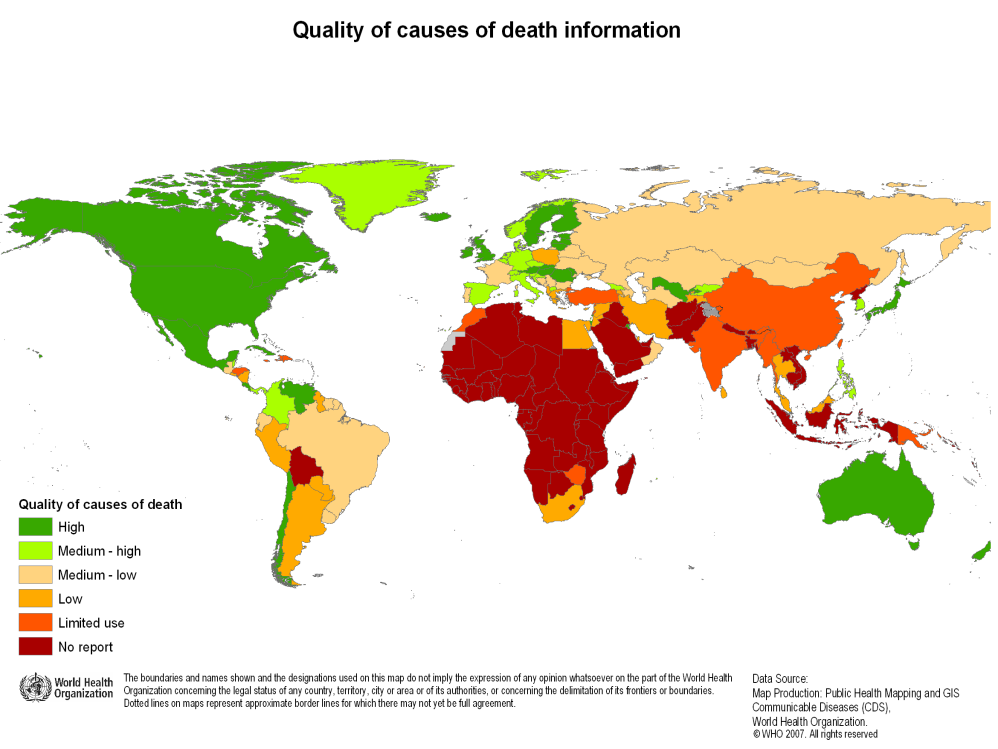 Quality of causes of death information
Quality of causes of death
High
Medium - high
Medium - low
Low
Limited use
No report
World Health
Organization
The boundaries and names shown and the designations used on this map do not imply the expression of any opinion whatsoever on the part of the World Health
Organization concerning the legal status of any country, territory, city or area or of its authorities, or concerning the delimitation of its frontiers or boundaries.
Dotted lines on maps represent approximate border lines for which there may not yet be full agreement.
Data Source:
Map Production: Public Health Mapping and GIS
Communicable Diseases (CDS),
World Health Organization.
© WHO 2007. All rights reserved